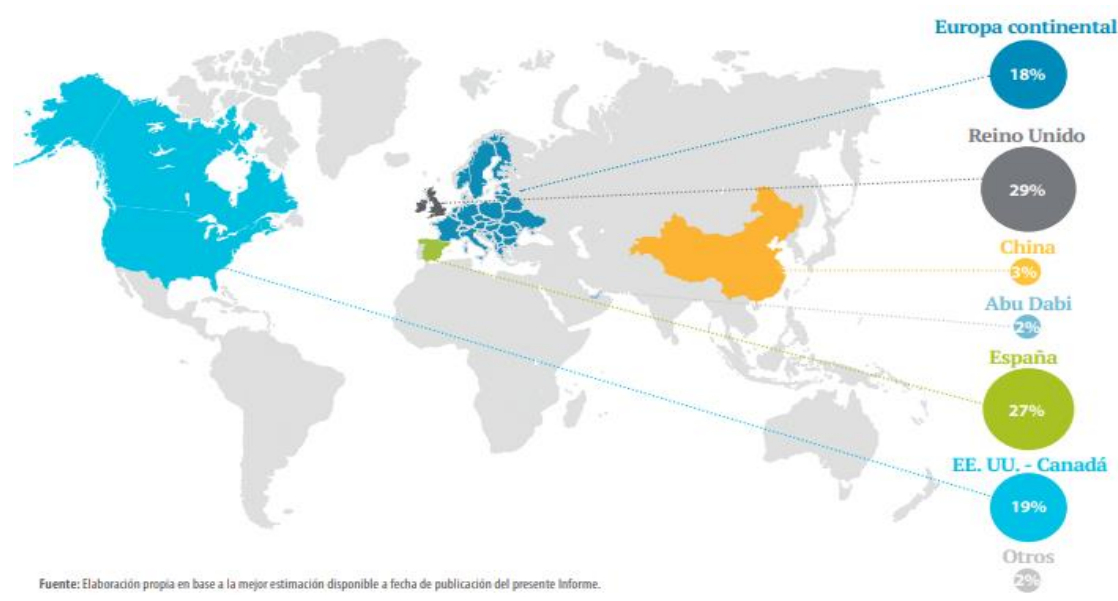 Europa continental
18%
Reino Unido
29%
China
3%
Abu Dabi
2%
España
27%
EE. UU. - Canadá
19%
Otros
2%
Fuente: Elaboración propia en base a la mejor estimación disponible a fecha de publicación del presente Informe.